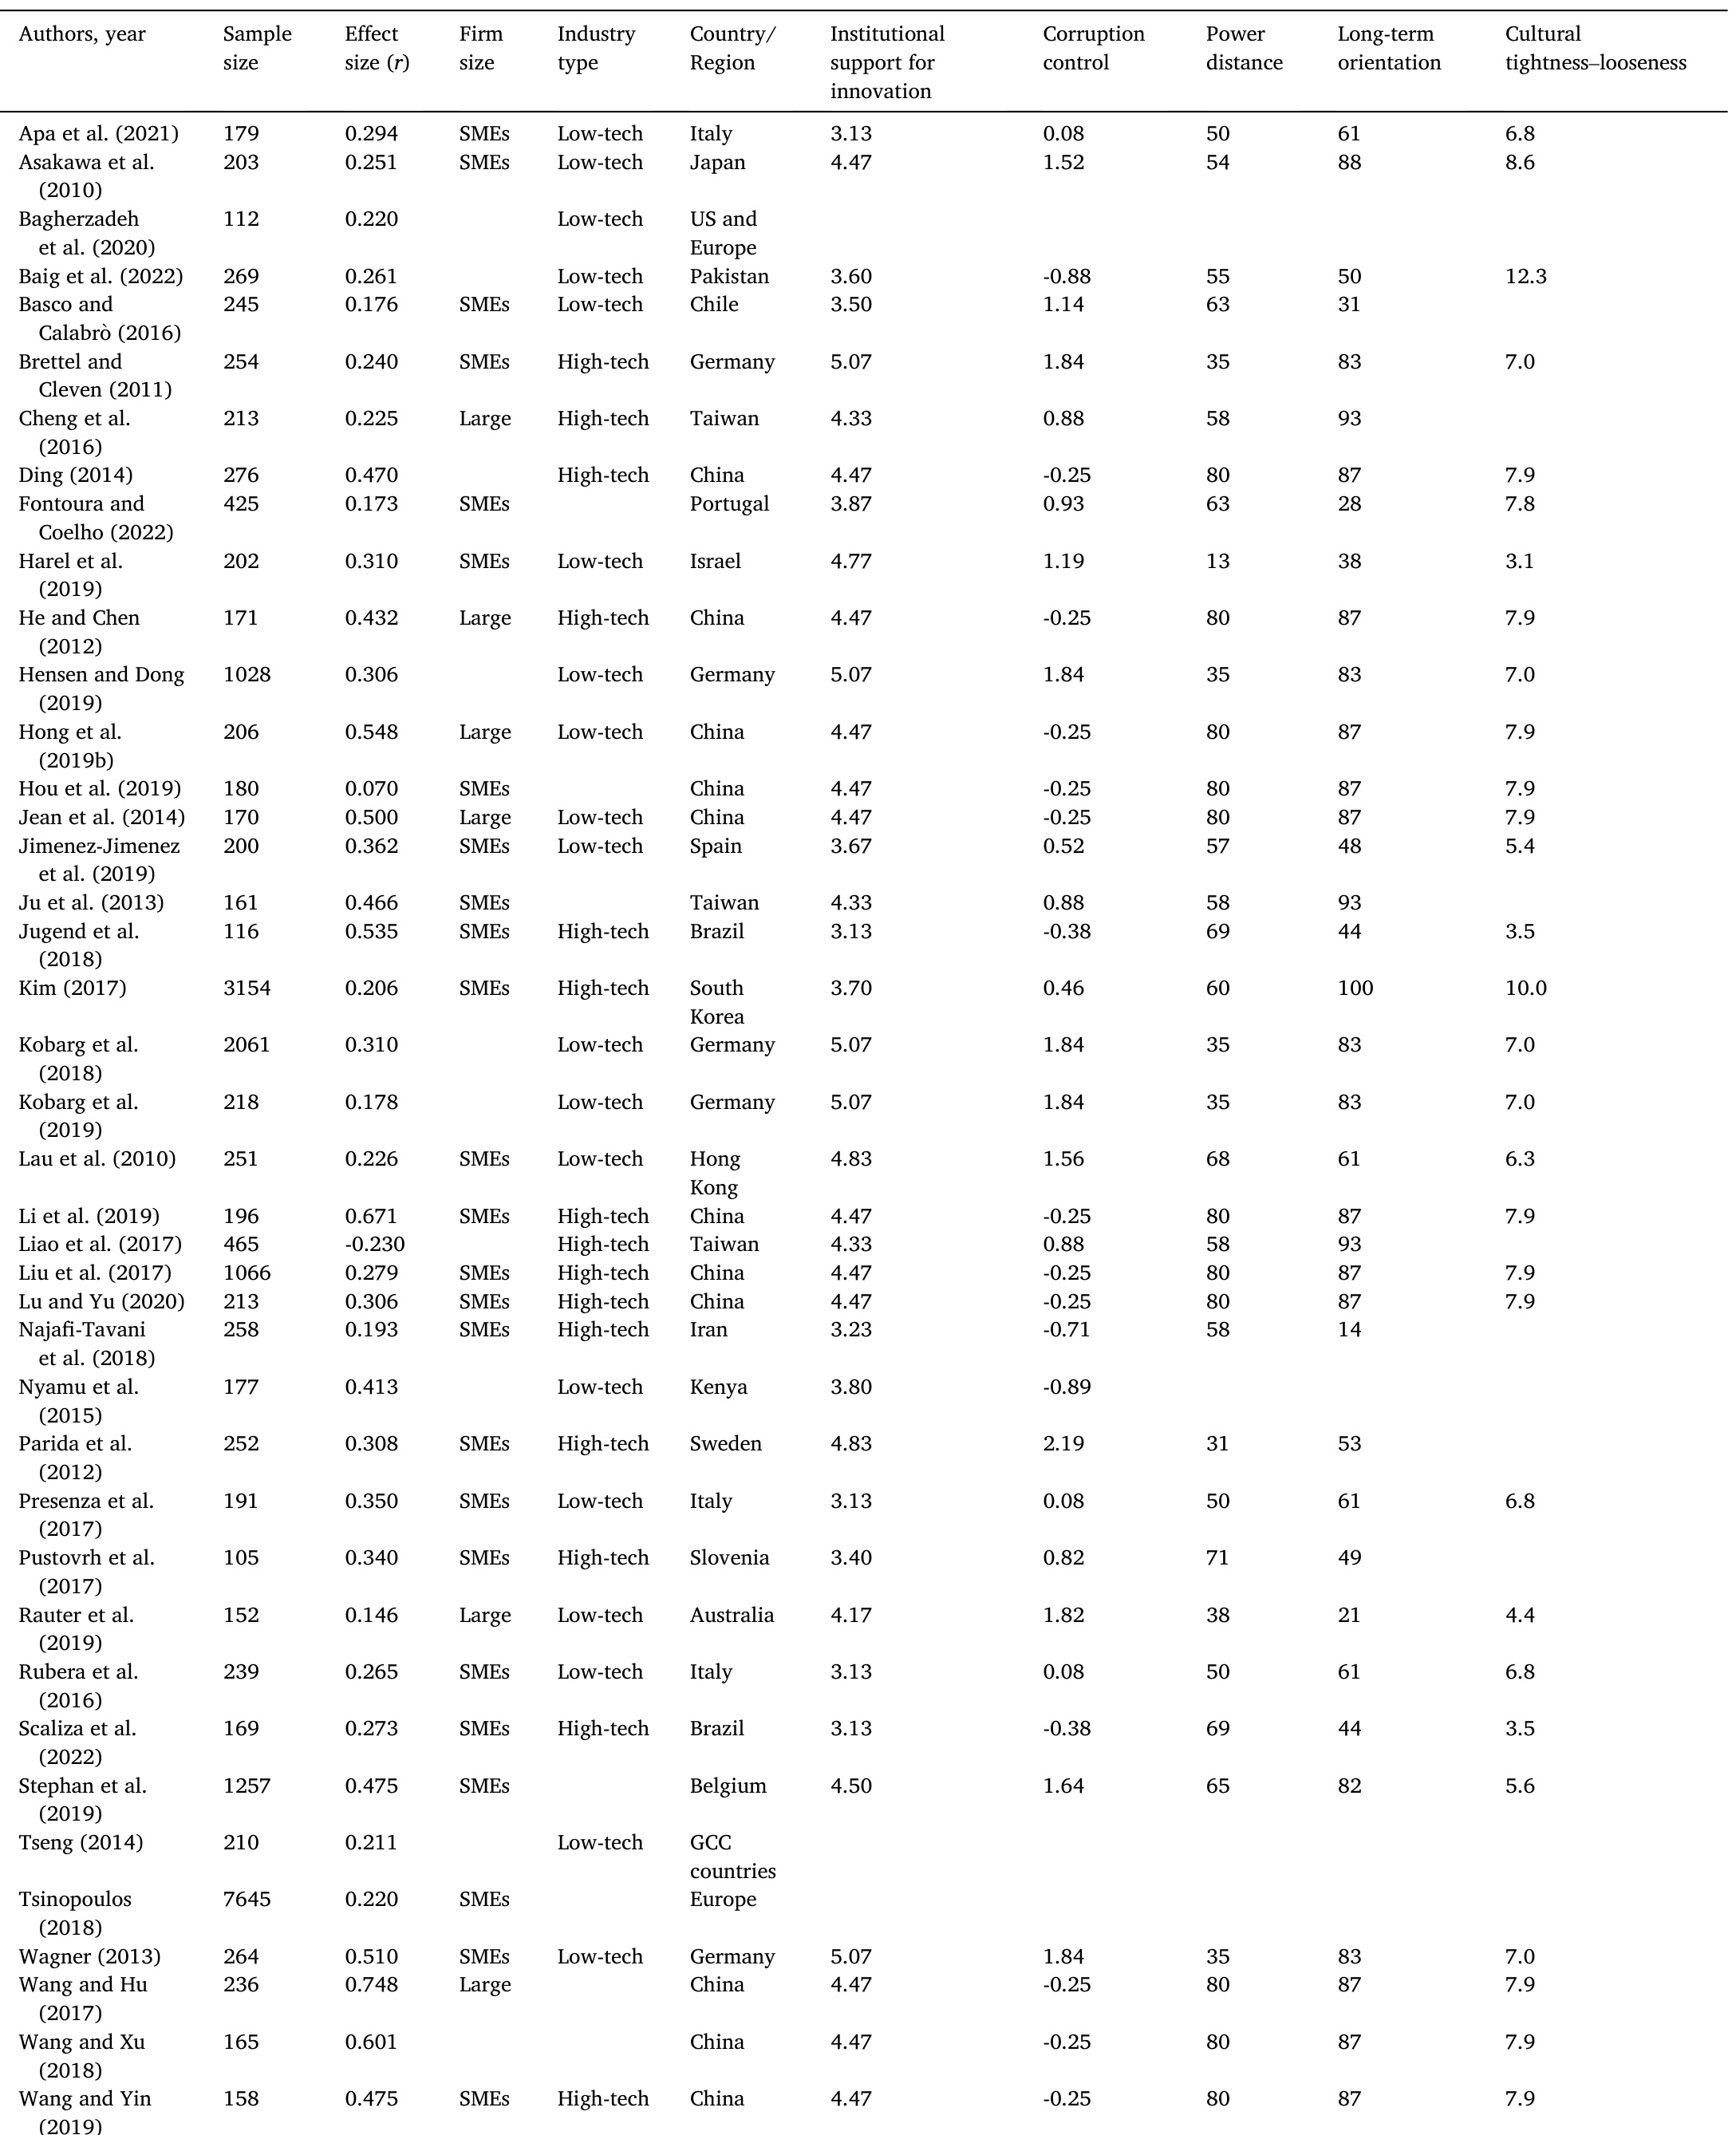 Authors, year Sample size Effect size (r) Firm size Industry type Country/ Region Institutional support for innovation Corruption control Power distance Long-term orientation Cultural tightness–looseness
Apa et al. (2021) 179 0.294 SMEs Low-tech Italy 3.13 0.08 50 61 6.8
Asakawa et al. (2010) 203 0.251 SMEs Low-tech Japan 4.47 1.52 54 88 8.6
Bagherzadeh et al. (2020) 112 0.220 Low-tech US and Europe
Baig et al. (2022) 269 0.261 Low-tech Pakistan 3.60 -0.88 55 50 12.3
Basco and Calabrò (2016) 245 0.176 SMEs Low-tech Chile 3.50 1.14 63 31
Brettel and Cleven (2011) 254 0.240 SMEs High-tech Germany 5.07 1.84 35 83 7.0
Cheng et al. (2016) 213 0.225 Large High-tech Taiwan 4.33 0.88 58 93
Ding (2014) 276 0.470 High-tech China 4.47 -0.25 80 87 7.9
Fontoura and Coelho (2022) 425 0.173 SMEs Portugal 3.87 0.93 63 28 7.8
Harel et al. (2019) 202 0.310 SMEs Low-tech Israel 4.77 1.19 13 38 3.1
He and Chen (2012) 171 0.432 Large High-tech China 4.47 -0.25 80 87 7.9
Hensen and Dong (2019) 1028 0.306 Low-tech Germany 5.07 1.84 35 83 7.0
Hong et al. (2019b) 206 0.548 Large Low-tech China 4.47 -0.25 80 87 7.9
Hou et al. (2019) 180 0.070 SMEs China 4.47 -0.25 80 87 7.9
Jean et al. (2014) 170 0.500 Large Low-tech China 4.47 -0.25 80 87 7.9
Jimenez-Jimenez et al. (2019) 200 0.362 SMEs Low-tech Spain 3.67 0.52 57 48 5.4
Ju et al. (2013) 161 0.466 SMEs Taiwan 4.33 0.88 58 93
Jugend et al. (2018) 116 0.535 SMEs High-tech Brazil 3.13 -0.38 69 44 3.5
Kim (2017) 3154 0.206 SMEs High-tech South Korea 3.70 0.46 60 100 10.0
Kobarg et al. (2018) 2061 0.310 Low-tech Germany 5.07 1.84 35 83 7.0
Kobarg et al. (2019) 218 0.178 Low-tech Germany 5.07 1.84 35 83 7.0
Lau et al. (2010) 251 0.226 SMEs Low-tech Hong Kong 4.83 1.56 68 61 6.3
Li et al. (2019) 196 0.671 SMEs High-tech China 4.47 -0.25 80 87 7.9
Liao et al. (2017) 465 -0.230 High-tech Taiwan 4.33 0.88 58 93
Liu et al. (2017) 1066 0.279 SMEs High-tech China 4.47 -0.25 80 87 7.9
Lu and Yu (2020) 213 0.306 SMEs High-tech China 4.47 -0.25 80 87 7.9
Najafi-Tavani et al. (2018) 258 0.193 SMEs High-tech Iran 3.23 -0.71 58 14
Nyamu et al. (2015) 177 0.413 Low-tech Kenya 3.80 -0.89
Parida et al. (2012) 252 0.308 SMEs High-tech Sweden 4.83 2.19 31 53
Presenza et al. (2017) 191 0.350 SMEs Low-tech Italy 3.13 0.08 50 61 6.8
Pustovrh et al. (2017) 105 0.340 SMEs High-tech Slovenia 3.40 0.82 71 49
Rauter et al. (2019) 152 0.146 Large Low-tech Australia 4.17 1.82 38 21 4.4
Rubera et al. (2016) 239 0.265 SMEs Low-tech Italy 3.13 0.08 50 61 6.8
Scaliza et al. (2022) 169 0.273 SMEs High-tech Brazil 3.13 -0.38 69 44 3.5
Stephan et al. (2019) 1257 0.475 SMEs Belgium 4.50 1.64 65 82 5.6
Tseng (2014) 210 0.211 Low-tech GCC countries
Tsinopoulos (2018) 7645 0.220 SMEs Europe
Wagner (2013) 264 0.510 SMEs Low-tech Germany 5.07 1.84 35 83 7.0
Wang and Hu (2017) 236 0.748 Large China 4.47 -0.25 80 87 7.9
Wang and Xu (2018) 165 0.601 China 4.47 -0.25 80 87 7.9
Wang and Yin (2019) 158 0.475 SMEs High-tech China 4.47 -0.25 80 87 7.9